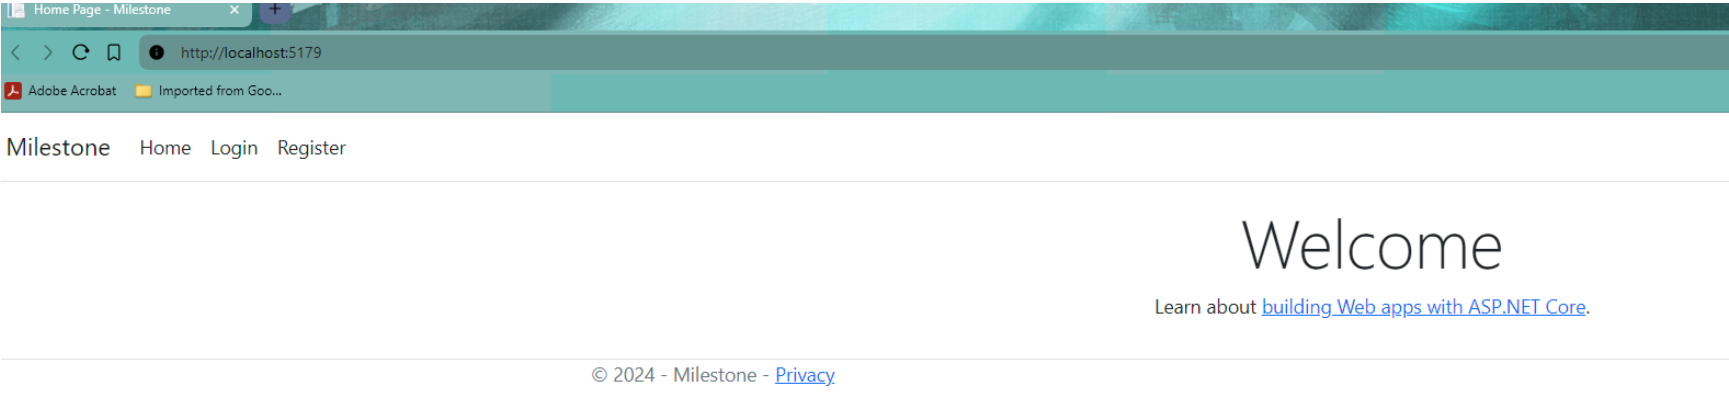 Home Page - Milestone
http://localhost:5179
Adobe Acrobat Imported from Goo...
Milestone Home Login Register
Welcome
Learn about building Web apps with ASP.NET Core.
© 2024 - Milestone - Privacy